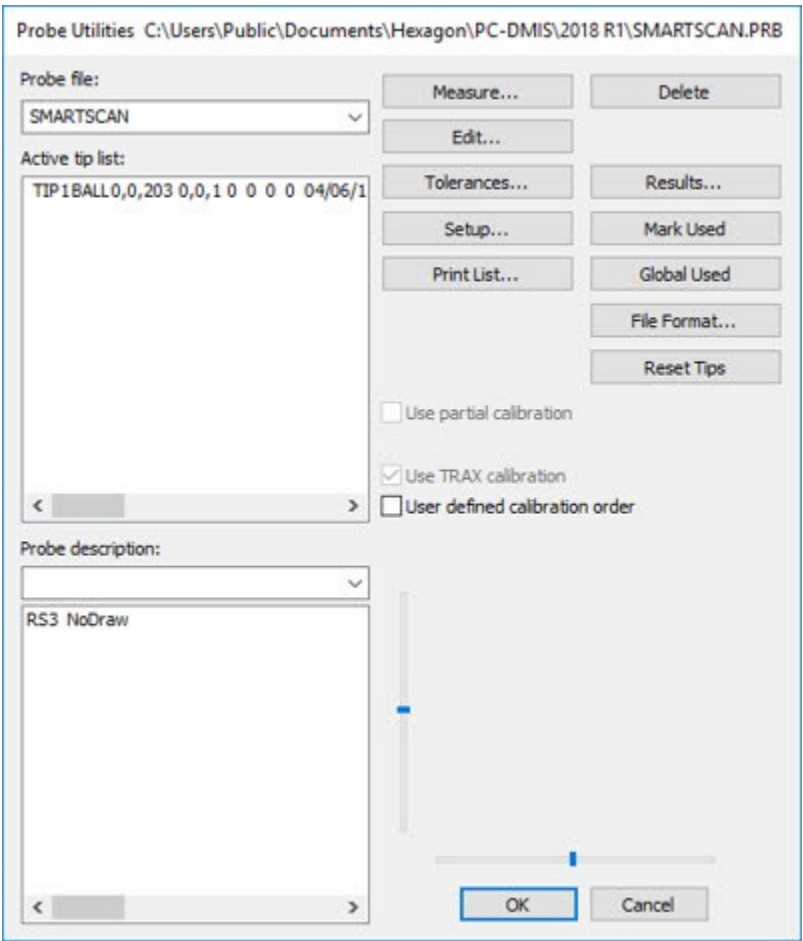 Probe Utilities C:\Users\Public\Documents\Hexagon\PC-DMIS\2018 R1\SMARTSCAN.PRB
Probe file:
SMARTSCAN
Active tip list:
TIP1BALL 0,0,203 0,0,1 0 0 0 0 04/06/1
Measure...
Delete
Edit...
Tolerances...
Results...
Setup...
Mark Used
Print List...
Global Used
File Format...
Reset Tips
Use partial calibration
Use TRAX calibration
User defined calibration order
Probe description:
RS3 NoDraw
OK
Cancel